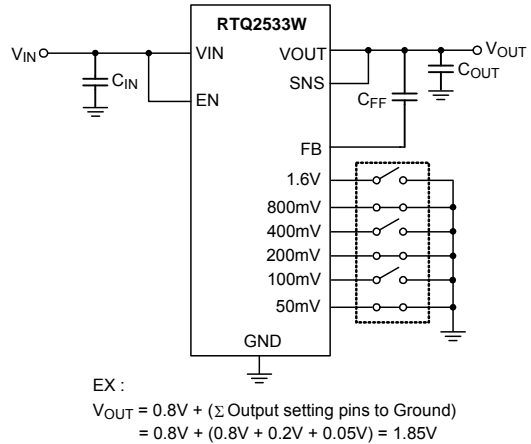 RTQ2533W
VIN
VIN
VOUT
VOUT
CIN
EN
SNS
COUT
CFF
FB
1.6V
800mV
400mV
200mV
100mV
50mV
GND
EX :
VOUT = 0.8V + (Σ Output setting pins to Ground)
= 0.8V + (0.8V + 0.2V + 0.05V) = 1.85V